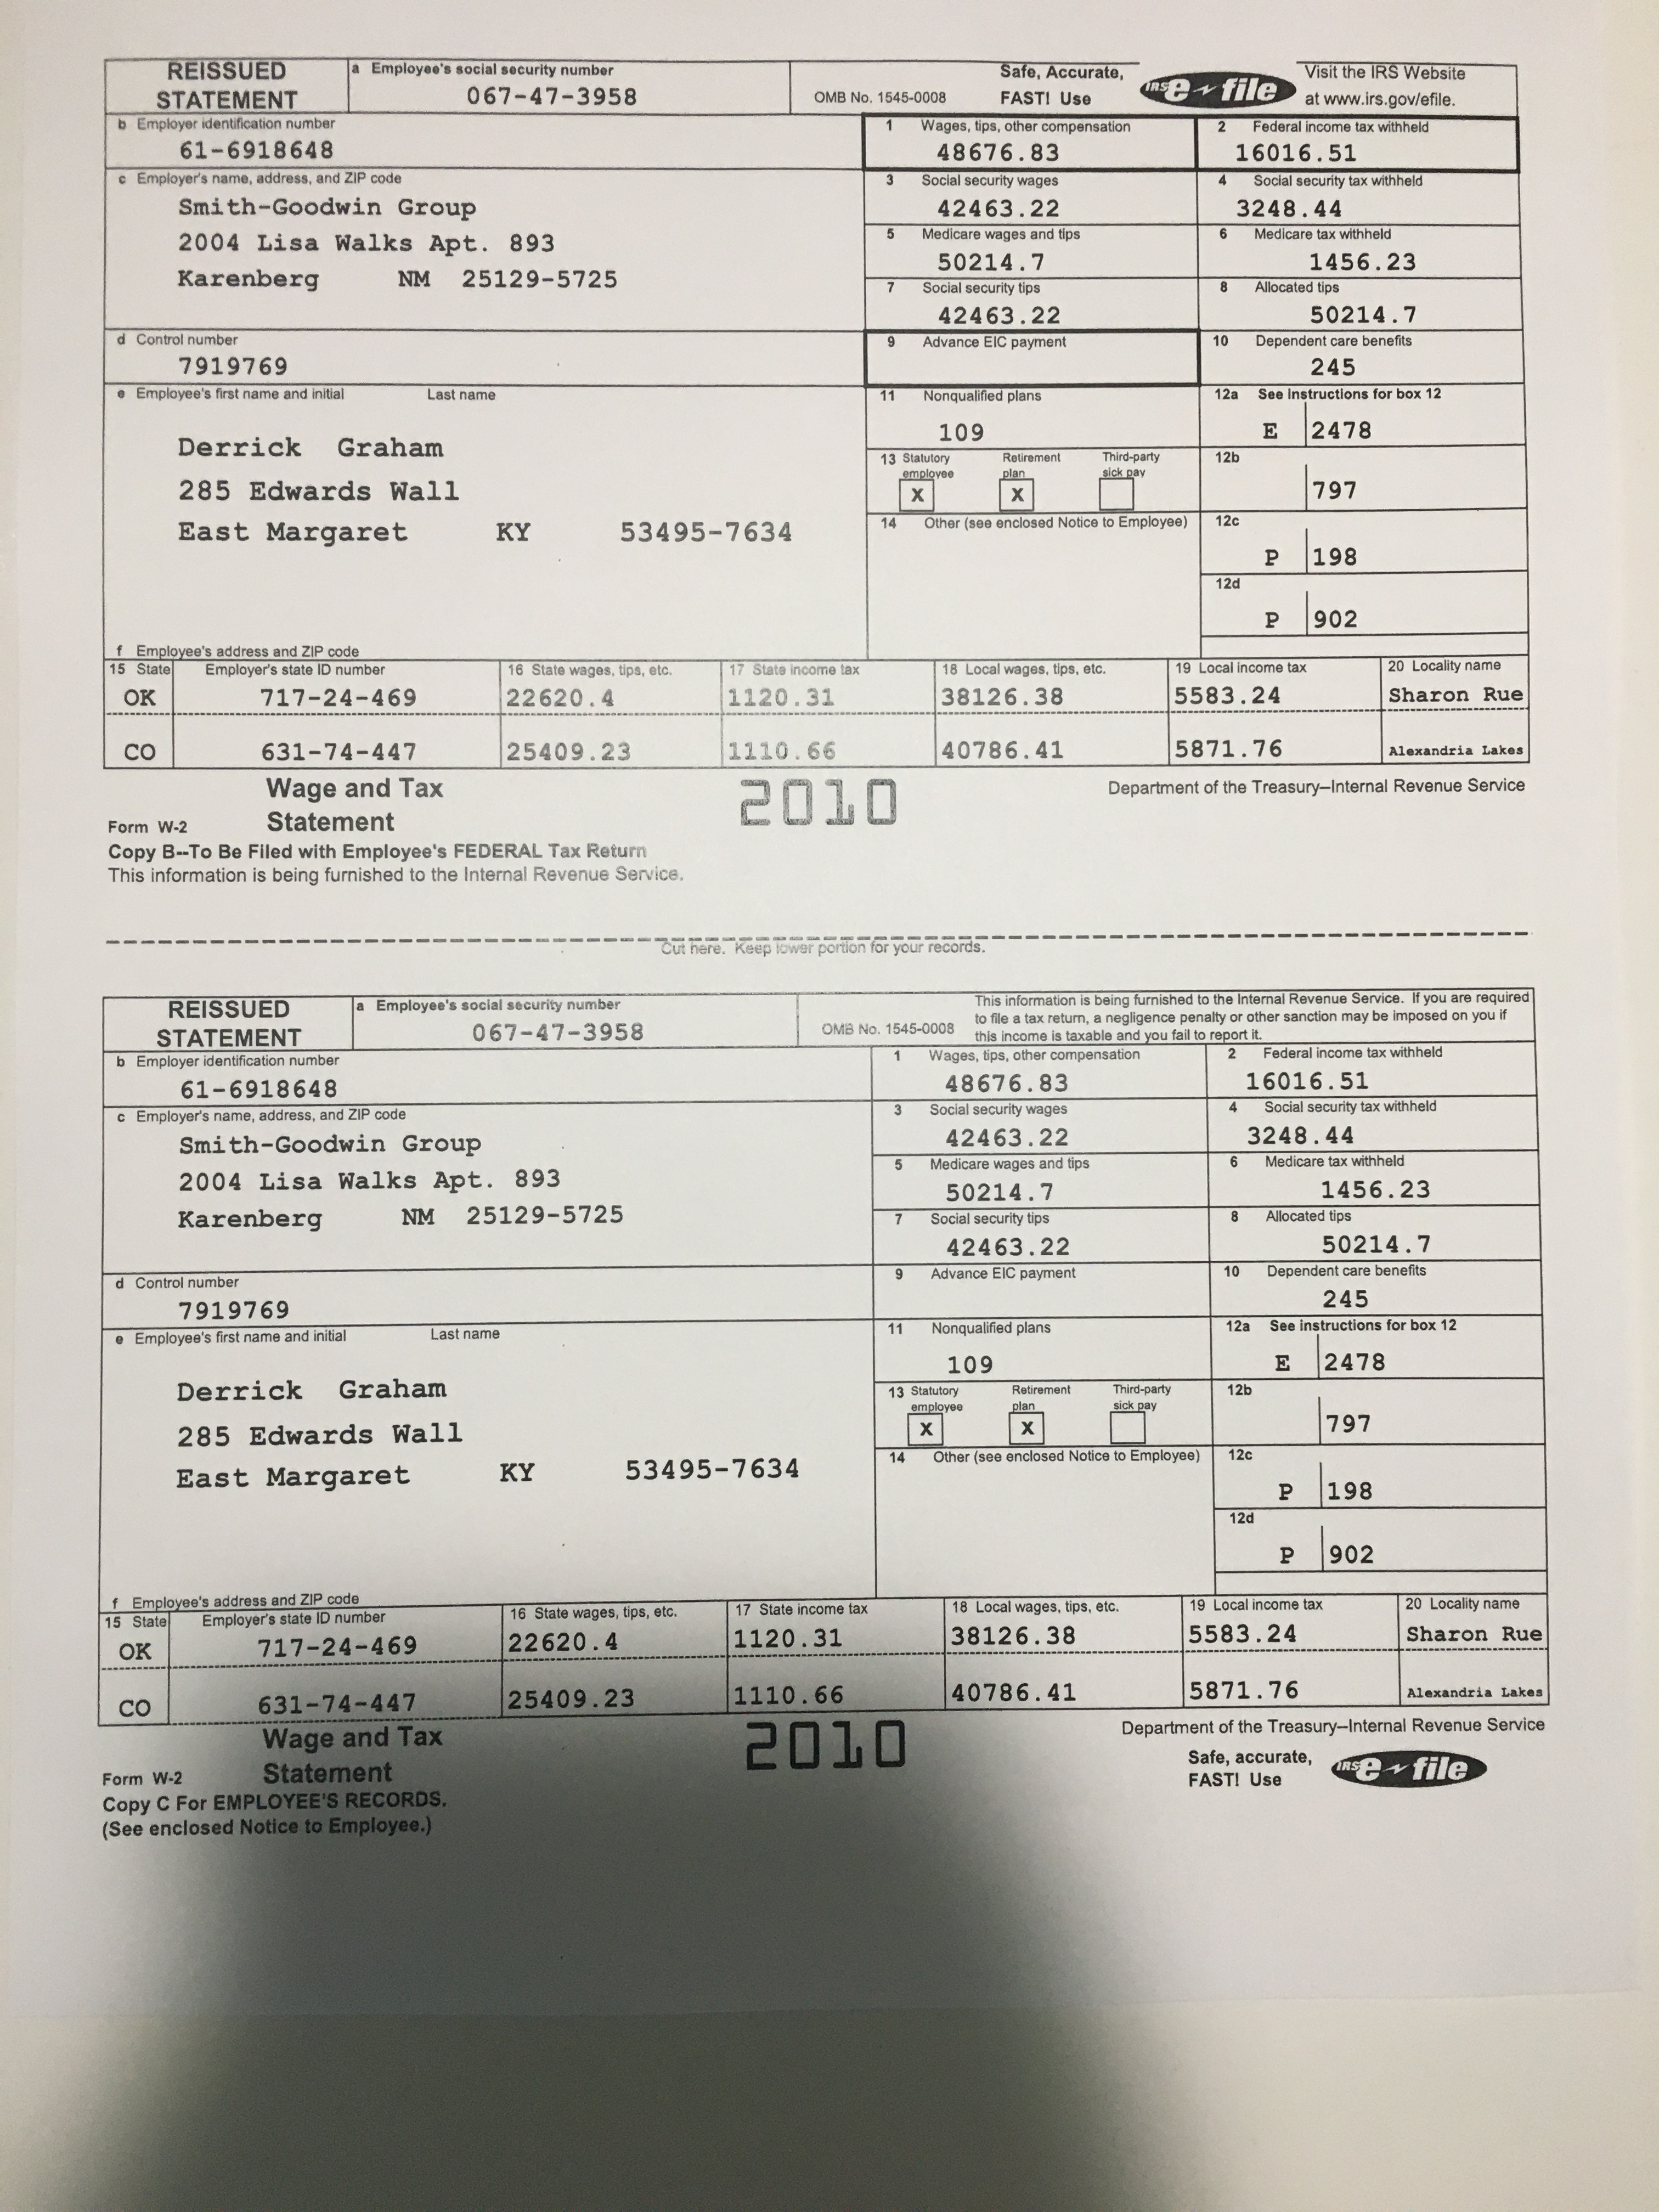 REISSUED STATEMENT
a Employee's social security number
067-47-3958
OMB No. 1545-0008
Safe, Accurate, FAST! Use
IRS e-file
Visit the IRS Website at www.irs.gov/efile.
b Employer identification number
61-6918648
1 Wages, tips, other compensation
48676.83
2 Federal income tax withheld
16016.51
c Employer's name, address, and ZIP code
Smith-Goodwin Group
2004 Lisa Walks Apt. 893
Karenberg NM 25129-5725
3 Social security wages
42463.22
4 Social security tax withheld
3248.44
5 Medicare wages and tips
50214.7
6 Medicare tax withheld
1456.23
7 Social security tips
42463.22
8 Allocated tips
50214.7
d Control number
7919769
9 Advance EIC payment
10 Dependent care benefits
245
e Employee's first name and initial Last name
Derrick Graham
285 Edwards Wall
East Margaret KY 53495-7634
11 Nonqualified plans
109
12a See instructions for box 12
E 2478
13 Statutory employee Retirement plan Third-party sick pay
X X
12b
797
14 Other (see enclosed Notice to Employee)
12c
P 198
12d
P 902
f Employee's address and ZIP code
15 State Employer's state ID number 16 State wages, tips, etc. 17 State income tax 18 Local wages, tips, etc. 19 Local income tax 20 Locality name
OK 717-24-469 22620.4 1120.31 38126.38 5583.24 Sharon Rue
CO 631-74-447 25409.23 1110.66 40786.41 5871.76 Alexandria Lakes
Form W-2 Wage and Tax Statement
2010
Department of the Treasury–Internal Revenue Service
Copy B--To Be Filed with Employee's FEDERAL Tax Return
This information is being furnished to the Internal Revenue Service.
Cut here. Keep lower portion for your records.
REISSUED STATEMENT
a Employee's social security number
067-47-3958
OMB No. 1545-0008
This information is being furnished to the Internal Revenue Service. If you are required
to file a tax return, a negligence penalty or other sanction may be imposed on you if
this income is taxable and you fail to report it.
b Employer identification number
61-6918648
1 Wages, tips, other compensation
48676.83
2 Federal income tax withheld
16016.51
c Employer's name, address, and ZIP code
Smith-Goodwin Group
2004 Lisa Walks Apt. 893
Karenberg NM 25129-5725
3 Social security wages
42463.22
4 Social security tax withheld
3248.44
5 Medicare wages and tips
50214.7
6 Medicare tax withheld
1456.23
7 Social security tips
42463.22
8 Allocated tips
50214.7
d Control number
7919769
9 Advance EIC payment
10 Dependent care benefits
245
e Employee's first name and initial Last name
Derrick Graham
285 Edwards Wall
East Margaret KY 53495-7634
11 Nonqualified plans
109
12a See instructions for box 12
E 2478
13 Statutory employee Retirement plan Third-party sick pay
X X
12b
797
14 Other (see enclosed Notice to Employee)
12c
P 198
12d
P 902
f Employee's address and ZIP code
15 State Employer's state ID number 16 State wages, tips, etc. 17 State income tax 18 Local wages, tips, etc. 19 Local income tax 20 Locality name
OK 717-24-469 22620.4 1120.31 38126.38 5583.24 Sharon Rue
CO 631-74-447 25409.23 1110.66 40786.41 5871.76 Alexandria Lakes
Form W-2 Wage and Tax Statement
2010
Department of the Treasury–Internal Revenue Service
Safe, accurate, FAST! Use
IRS e-file
Copy C For EMPLOYEE'S RECORDS.
(See enclosed Notice to Employee.)